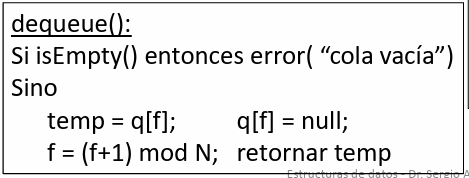 dequeue():
Si isEmpty() entonces error( “cola vacía”)
Sino
temp = q[f]; q[f] = null;
f = (f+1) mod N; retornar temp
Estructuras de datos - Dr. Sergio A